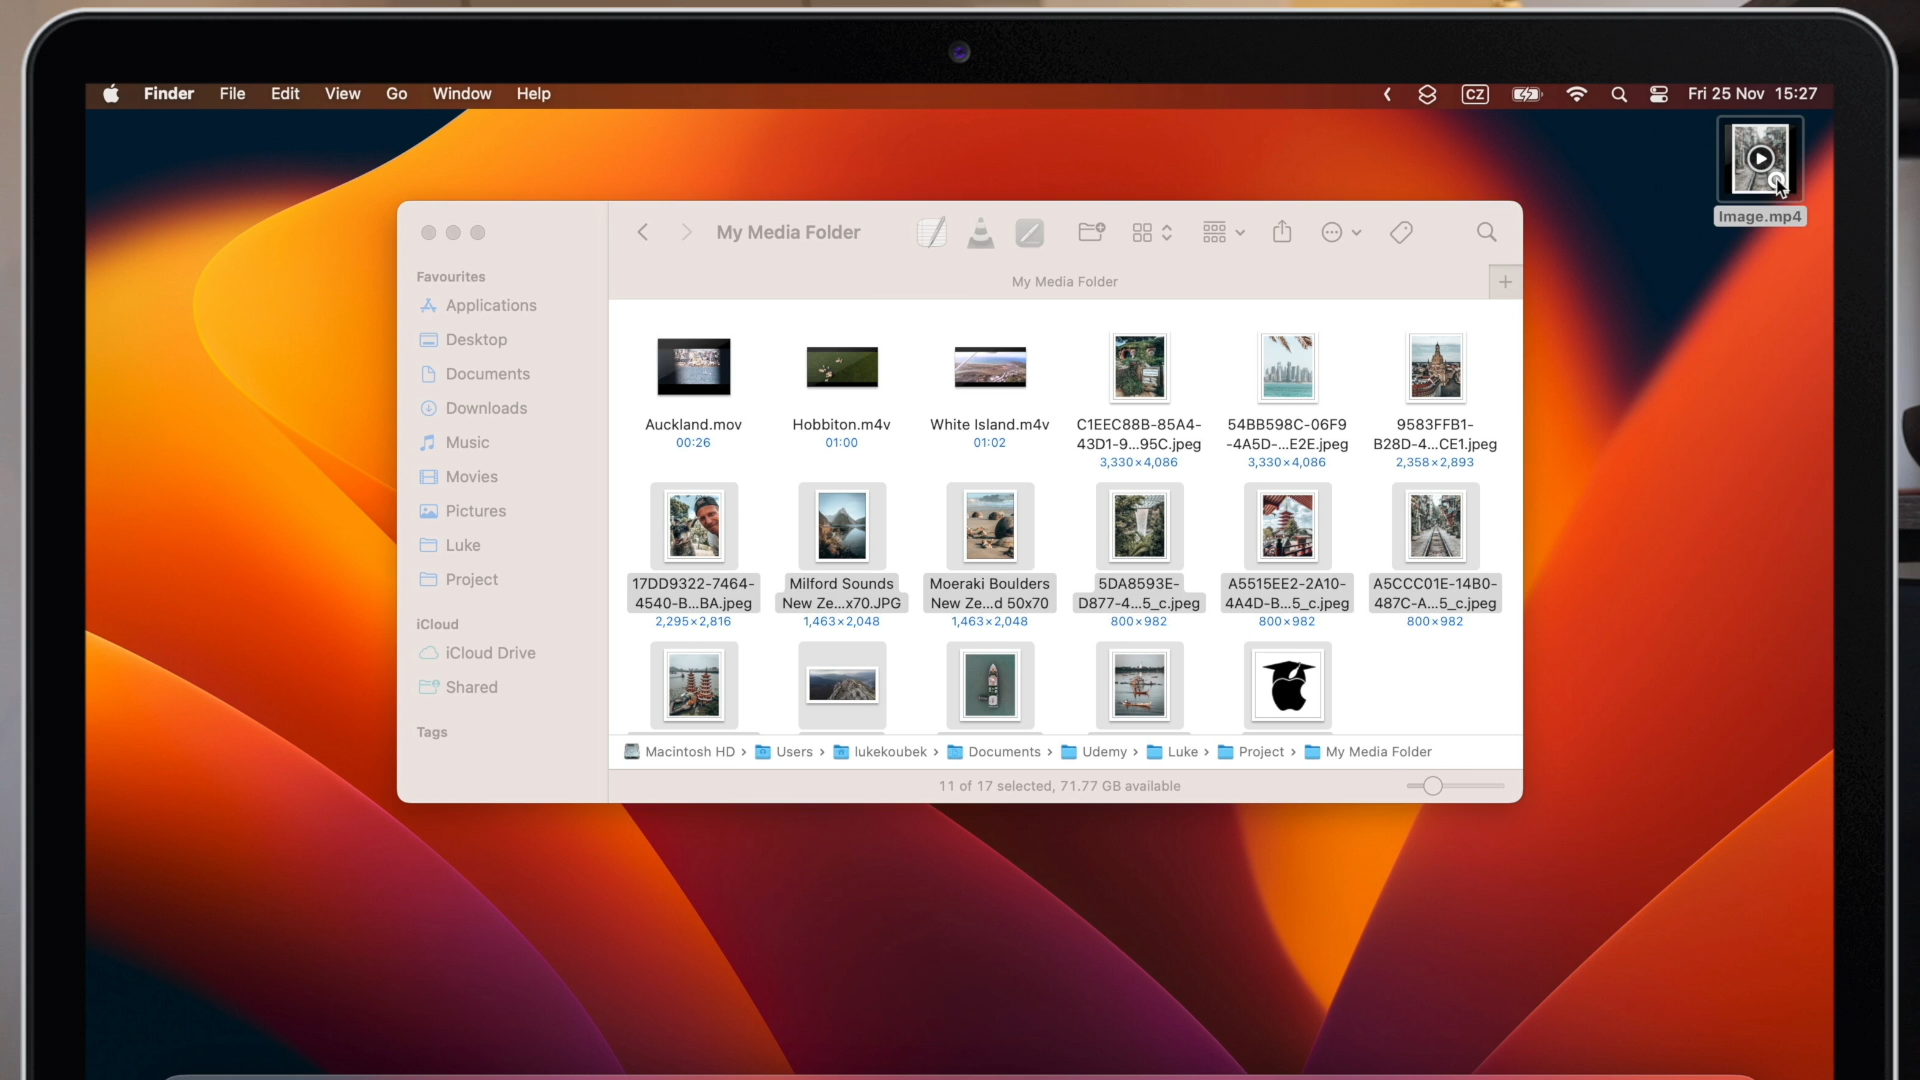 Finder File Edit View Go Window Help CZ Fri 25 Nov 15:27
Image.mp4
My Media Folder
My Media Folder
Favourites
Applications
Desktop
Documents
Downloads
Music
Movies
Pictures
Luke
Project
iCloud
iCloud Drive
Shared
Tags
Auckland.mov
00:26
Hobbiton.m4v
01:00
White Island.m4v
01:02
C1EEC88B-85A4-
43D1-9...95C.jpeg
3,330×4,086
54BB598C-06F9
-4A5D-...E2E.jpeg
3,330×4,086
9583FFB1-
B28D-4...CE1.jpeg
2,358×2,893
17DD9322-7464-
4540-B...BA.jpeg
2,295×2,816
Milford Sounds
New Ze...x70.JPG
1,463×2,048
Moeraki Boulders
New Ze...d 50x70
1,463×2,048
5DA8593E-
D877-4...5_c.jpeg
800×982
A5515EE2-2A10-
4A4D-B...5_c.jpeg
800×982
A5CCC01E-14B0-
487C-A...5_c.jpeg
800×982
Macintosh HD › Users › lukekoubek › Documents › Udemy › Luke › Project › My Media Folder
11 of 17 selected, 71.77 GB available